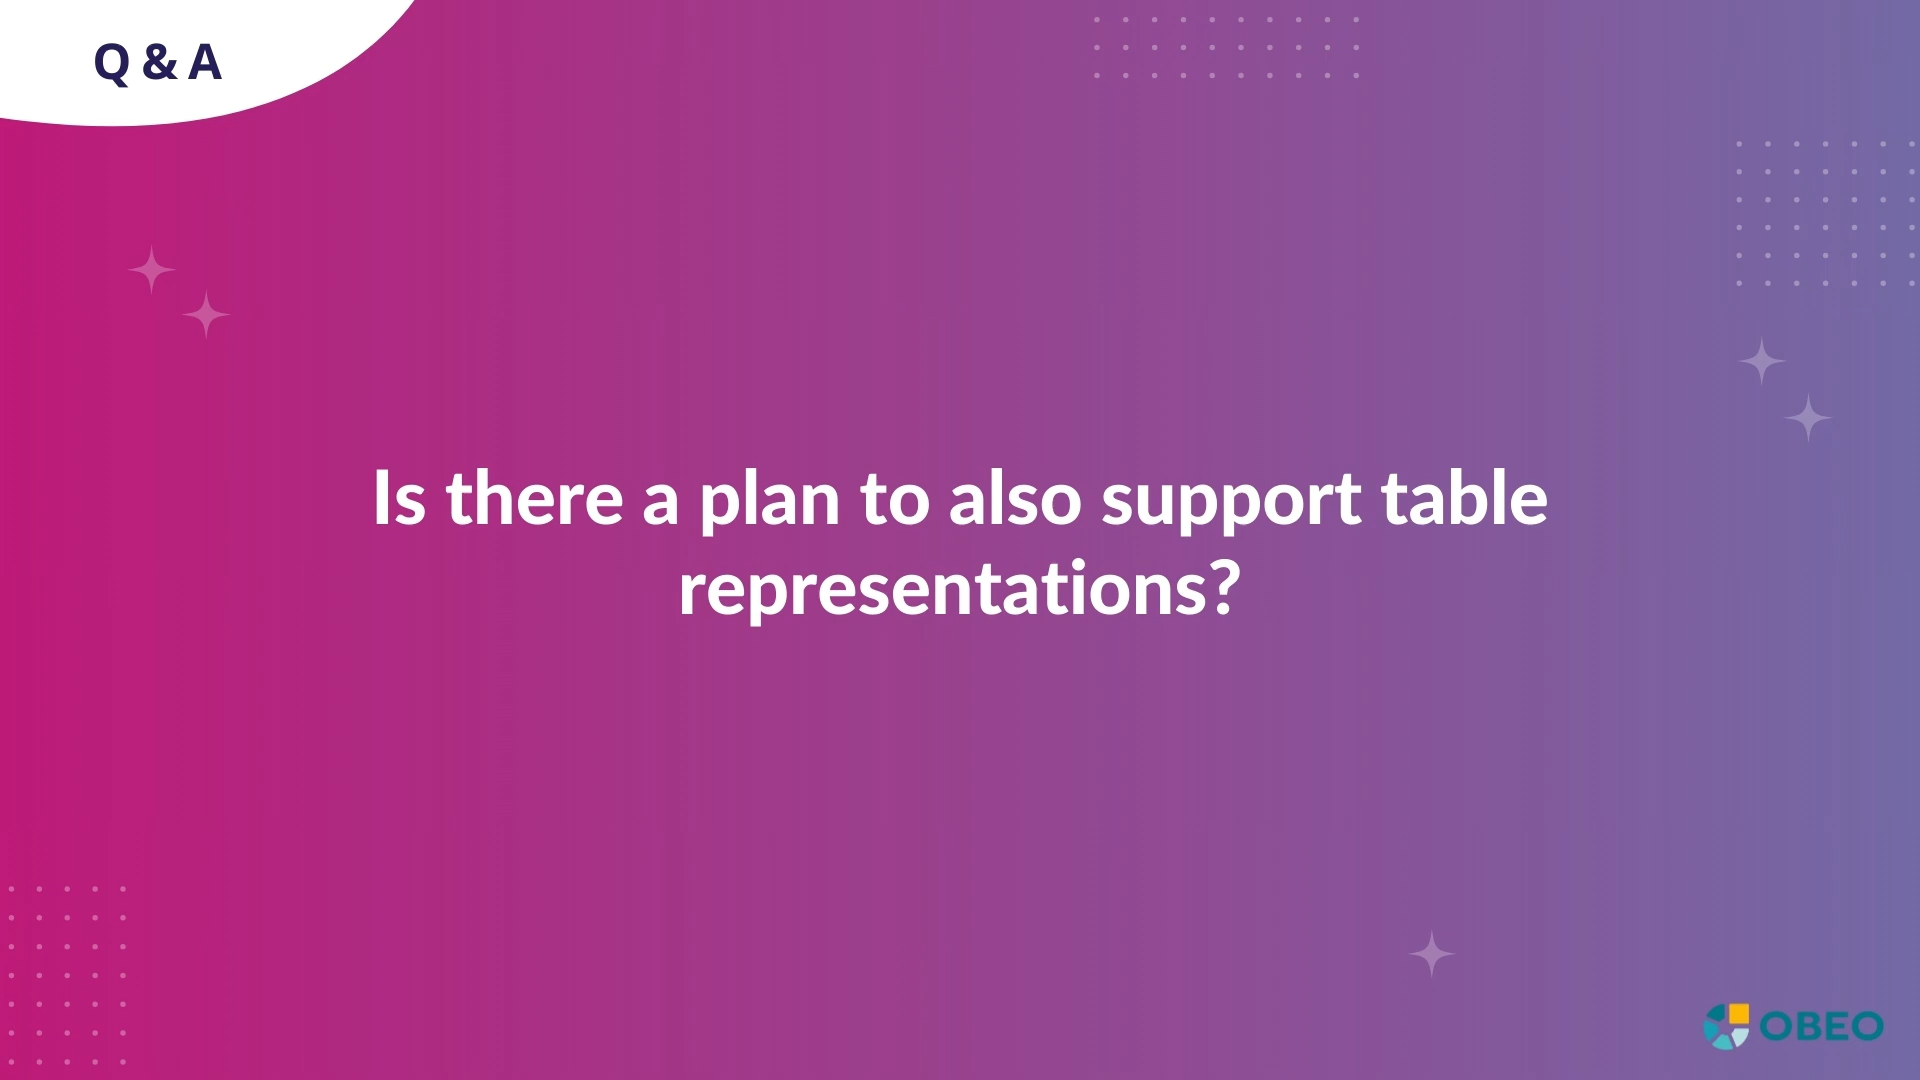 Q & A
Is there a plan to also support table
representations?
OBEO